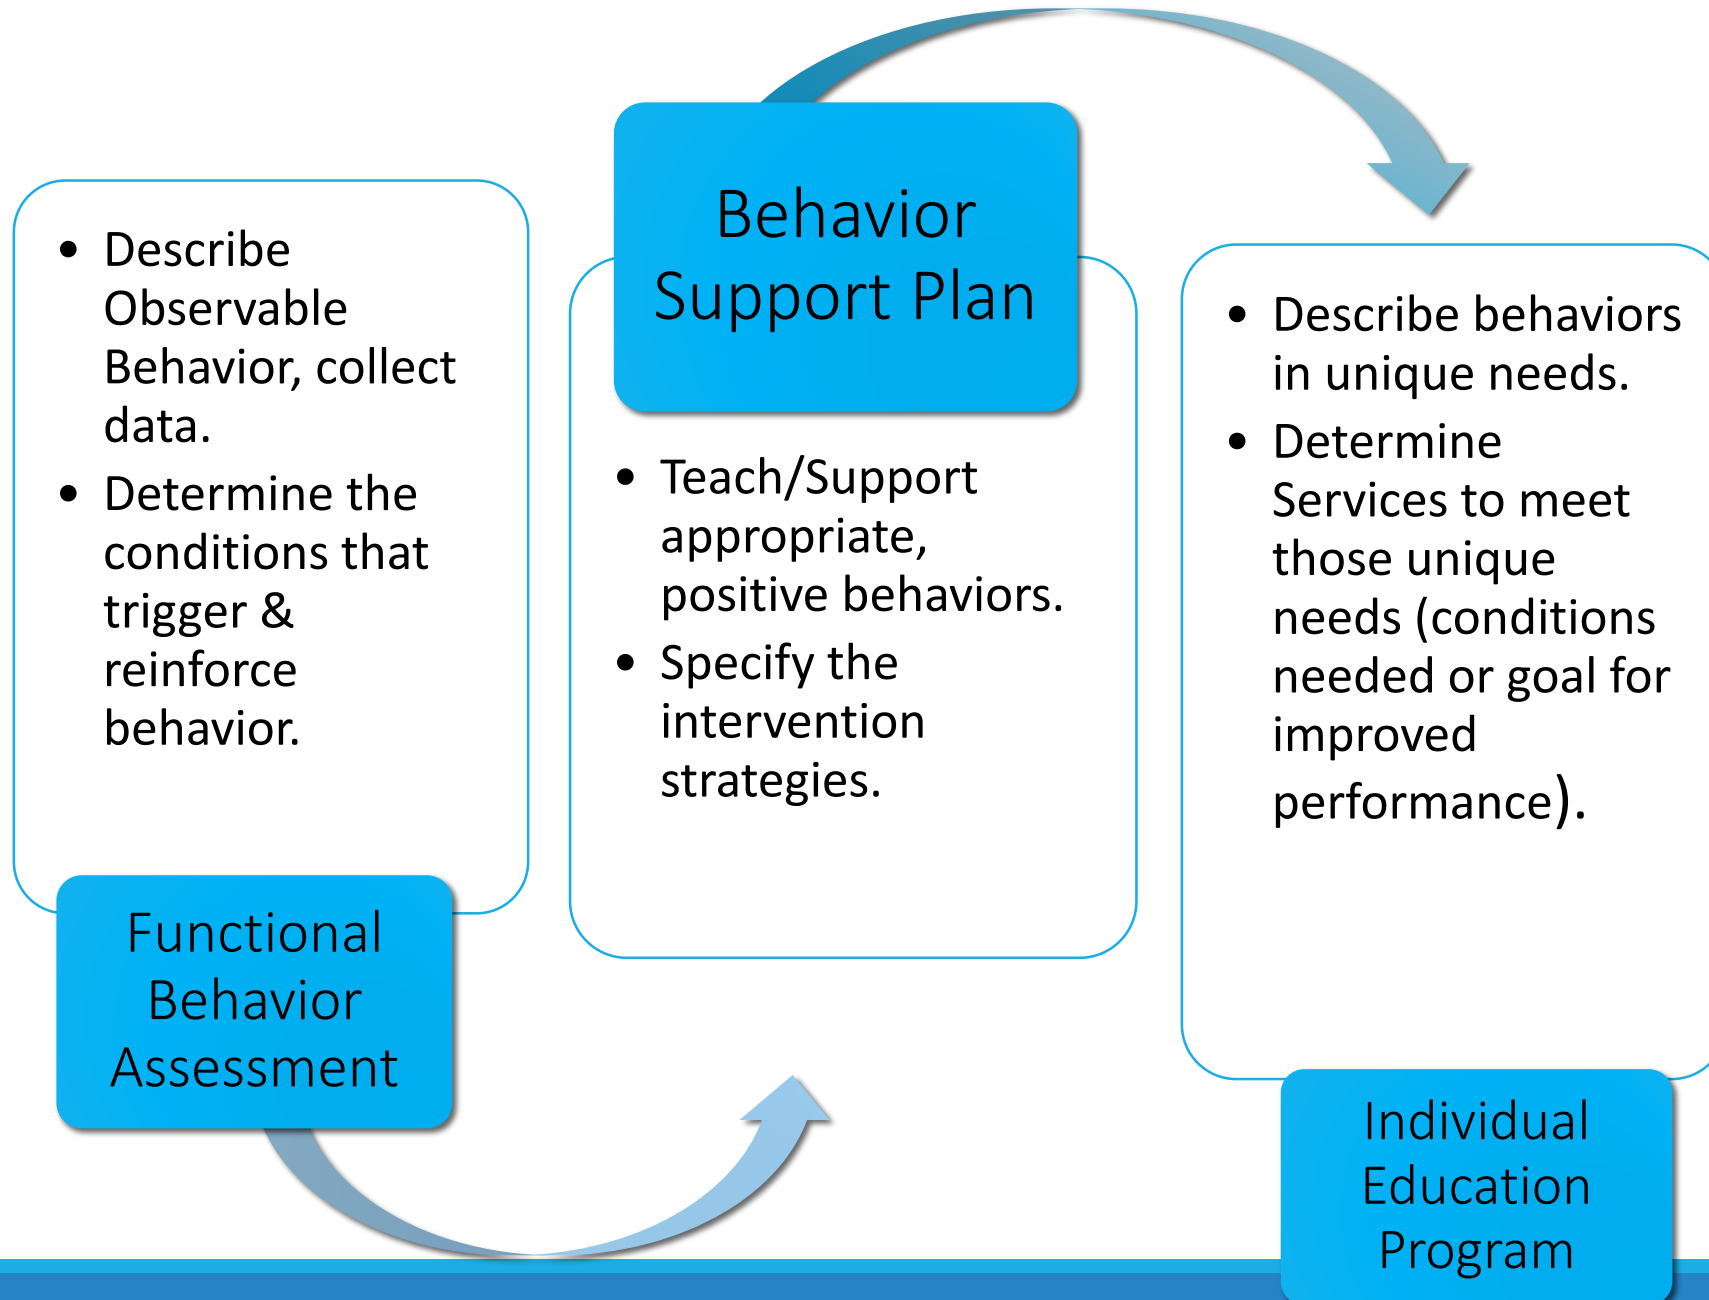 • Describe
Observable
Behavior, collect
data.
• Determine the
conditions that
trigger &
reinforce
behavior.
Functional
Behavior
Assessment
Behavior
Support Plan
• Teach/Support
appropriate,
positive behaviors.
• Specify the
intervention
strategies.
• Describe behaviors
in unique needs.
• Determine
Services to meet
those unique
needs (conditions
needed or goal for
improved
performance).
Individual
Education
Program